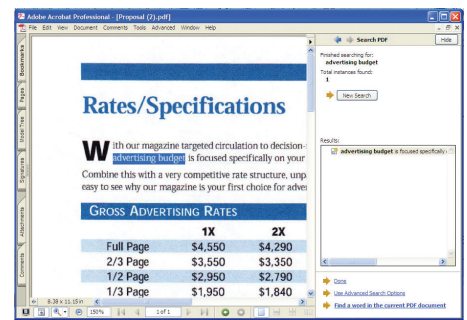 Adobe Acrobat Professional - [Proposal (2).pdf]
File Edit View Document Comments Tools Advanced Window Help
Bookmarks
Pages
Model Tree
Signatures
Attachments
Comments
Rates/Specifications
With our magazine targeted circulation to decision-
advertising budget is focused specifically on your
Combine this with a very competitive rate structure, unp
easy to see why our magazine is your first choice for adver
GROSS ADVERTISING RATES
1X 2X
Full Page $4,550 $4,290
2/3 Page $3,550 $3,350
1/2 Page $2,950 $2,790
1/3 Page $1,950 $1,840
8.38 x 11.15 in
150%
1 of 1
Search PDF
Hide
Finished searching for:
advertising budget
Total instances found:
1
New Search
Results:
advertising budget is focused specifically
Done
Use Advanced Search Options
Find a word in the current PDF document